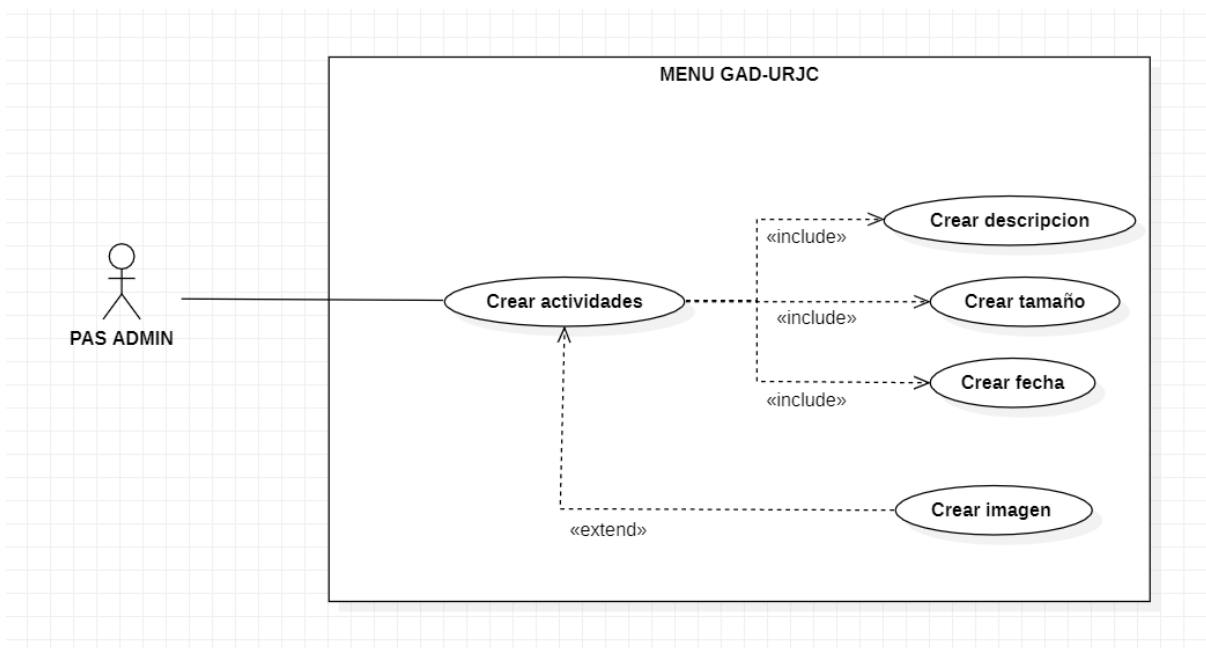 MENU GAD-URJC
Crear descripcion
«include»
Crear actividades
Crear tamaño
«include»
PAS ADMIN
Crear fecha
«include»
Crear imagen
«extend»